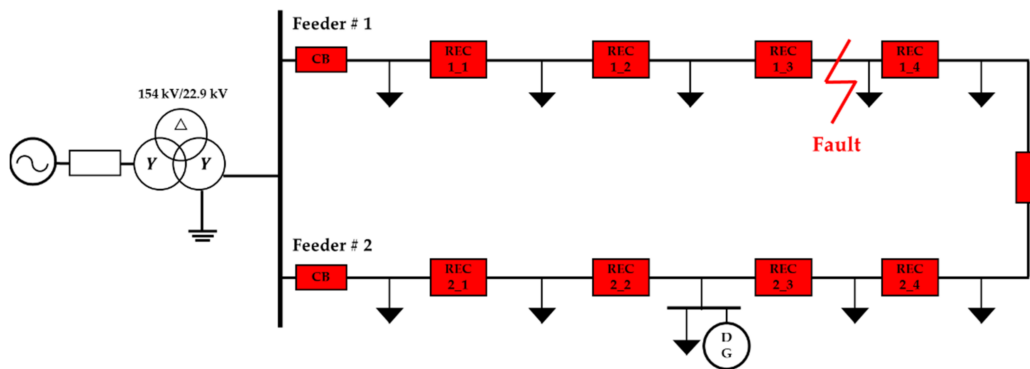 Feeder # 1
CB
REC
1_1
REC
1_2
REC
1_3
REC
1_4
154 kV/22.9 kV
△
Y
Y
Fault
Feeder # 2
CB
REC
2_1
REC
2_2
REC
2_3
REC
2_4
D
G